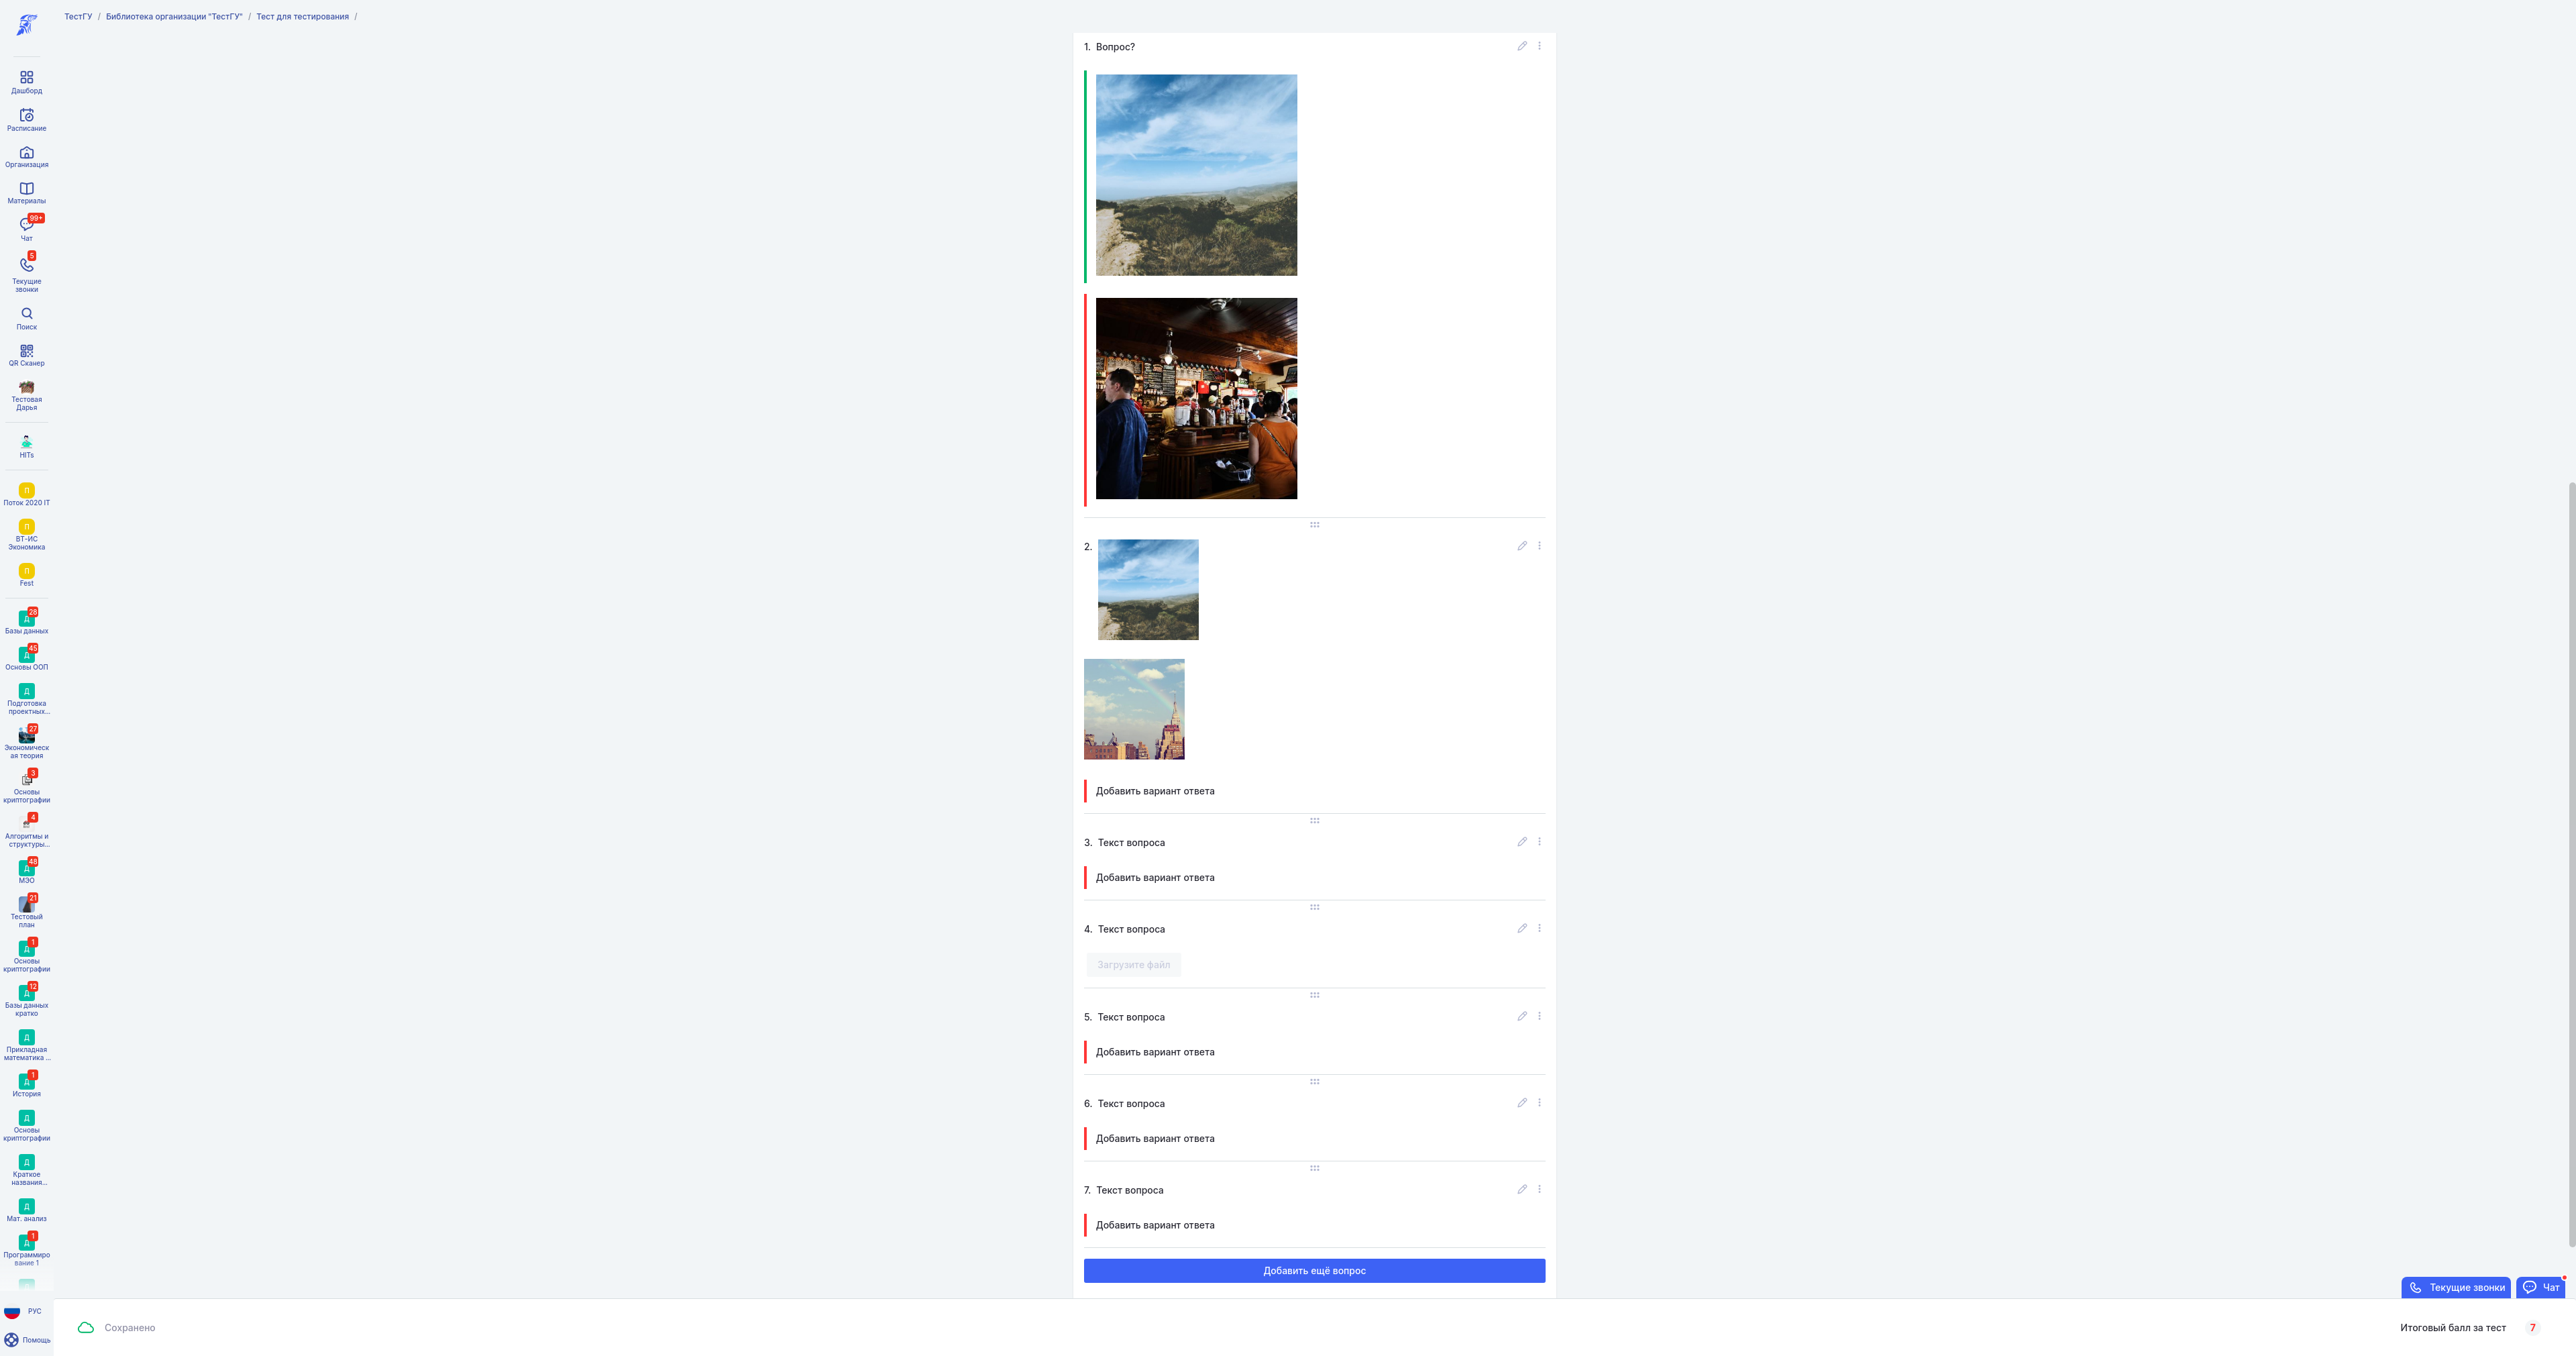 ТестГУ / Библиотека организации "ТестГУ" / Тест для тестирования /
Дашборд
Расписание
Организация
Материалы
99+
Чат
5
Текущие
звонки
Поиск
QR Сканер
Тестовая
Дарья
HITs
П
Поток 2020 IT
П
ВТ-ИС
Экономика
П
Fest
28
Д
Базы данных
45
Д
Основы ООП
Д
Подготовка
проектных...
27
Экономическ
ая теория
3
Основы
криптографии
4
Алгоритмы и
структуры...
48
Д
МЭО
21
Тестовый
план
1
Д
Основы
криптографии
12
Д
Базы данных
кратко
Д
Прикладная
математика ...
1
Д
История
Д
Основы
криптографии
Д
Краткое
названия...
Д
Мат. анализ
1
Д
Программиро
вание 1
РУС
Помощь
1. Вопрос?
2.
Добавить вариант ответа
3. Текст вопроса
Добавить вариант ответа
4. Текст вопроса
Загрузите файл
5. Текст вопроса
Добавить вариант ответа
6. Текст вопроса
Добавить вариант ответа
7. Текст вопроса
Добавить вариант ответа
Добавить ещё вопрос
Текущие звонки
Чат
Сохранено
Итоговый балл за тест 7